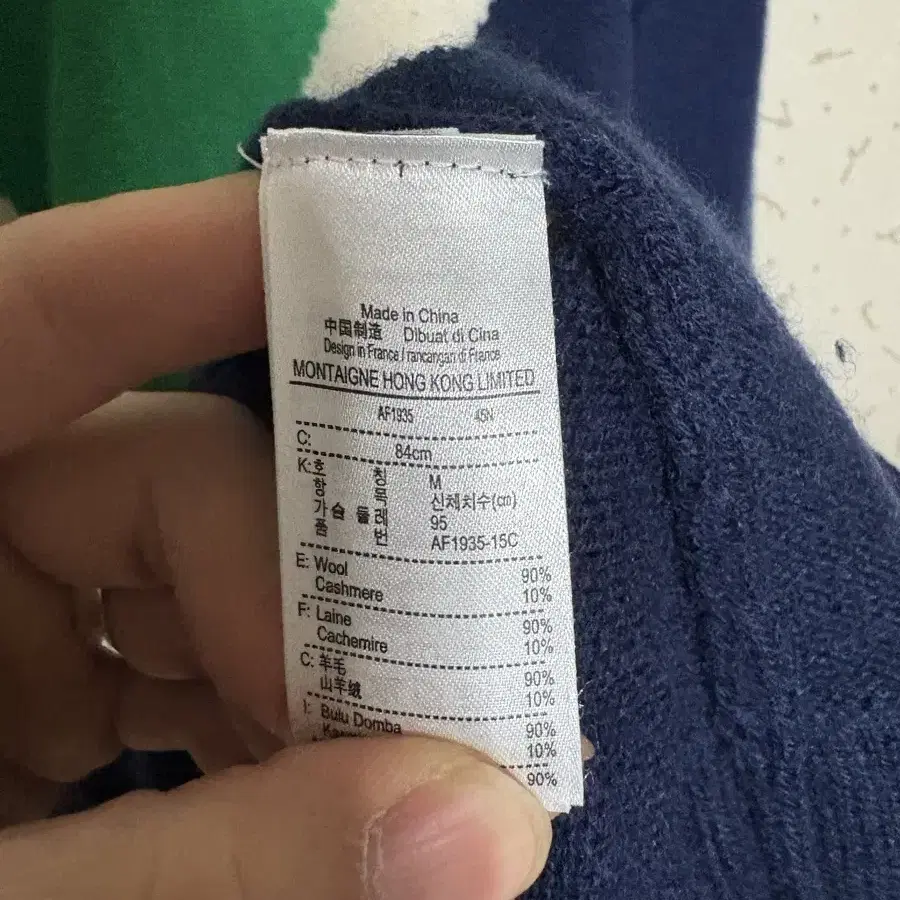 Made in China
中国制造 Dibuat di Cina
Design in France / rancangan di France
MONTAIGNE HONG KONG LIMITED
AF1935 45N
C: 84cm
K: 호 칭 M
항 목 신체치수(㎝)
가슴둘레 95
품 번 AF1935-15C
E: Wool 90%
Cashmere 10%
F: Laine 90%
Cachemire 10%
C: 羊毛 90%
山羊绒 10%
I: Bulu Domba 90%
10%
90%